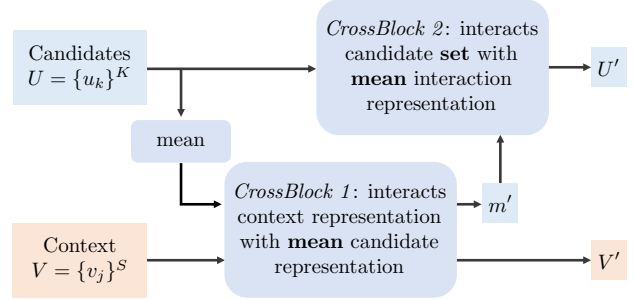 Candidates
U = {u_k}^K
mean
Context
V = {v_j}^S
CrossBlock 1: interacts
context representation
with mean candidate
representation
m′
CrossBlock 2: interacts
candidate set with
mean interaction
representation
U′
V′